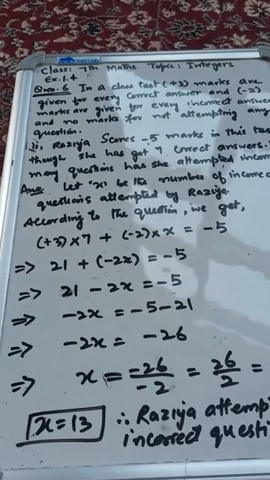 Class: 7th Maths Topic: Integers
Ex. 1.4
Que. 6 In a class test (+3) marks are
given for every correct answer and (-2)
marks are given for every incorrect answer
and no marks for not attempting any
question.
ii, Raziya Scores -5 marks in this test
though she has got 7 correct answers.
many questions has she attempted incorrec
Ans: Let 'x' be the number of incorrec
questions attempted by Raziya.
According to the question, we get,
(+3) × 7 + (-2) × x = -5
=> 21 + (-2x) = -5
=> 21 - 2x = -5
=> -2x = -5 - 21
=> -2x = -26
=> x = -26/-2 = 26/2 =
x = 13 ∴ Raziya attemp
incorrect questi